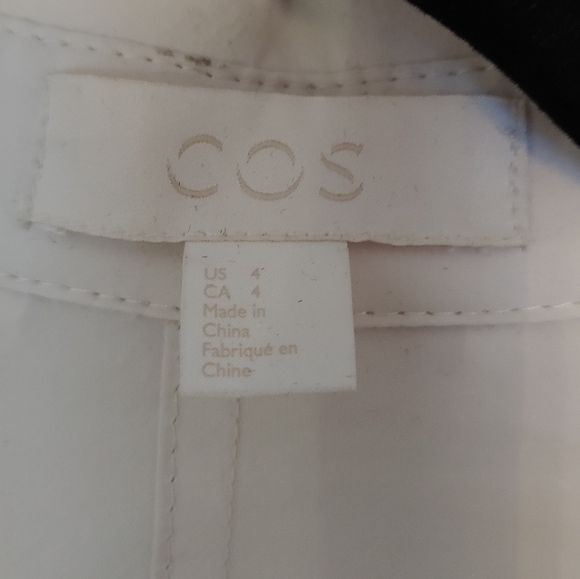 COS
US 4
CA 4
Made in
China
Fabriqué en
Chine